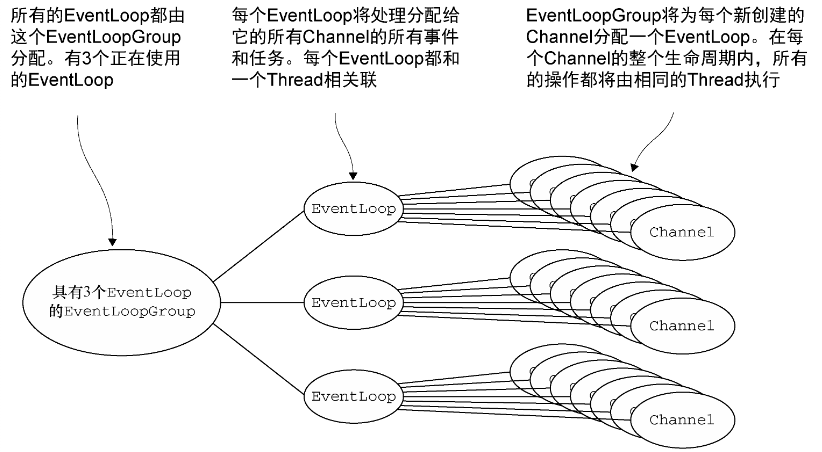 所有的EventLoop都由
这个EventLoopGroup
分配。有3个正在使用
的EventLoop
每个EventLoop将处理分配给
它的所有Channel的所有事件
和任务。每个EventLoop都和
一个Thread相关联
EventLoopGroup将为每个新创建的
Channel分配一个EventLoop。在每
个Channel的整个生命周期内，所有
的操作都将由相同的Thread执行
EventLoop
Channel
具有3个EventLoop
的EventLoopGroup
EventLoop
Channel
EventLoop
Channel